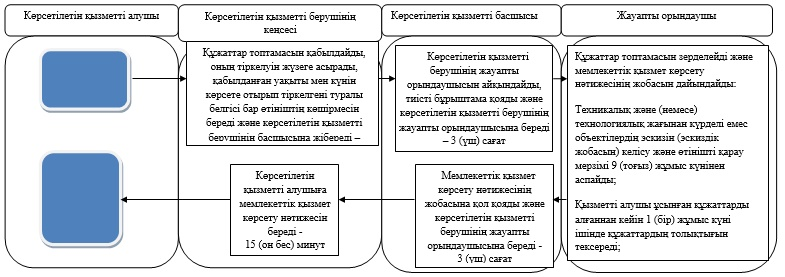 Көрсетілетін қызметті алушы
Көрсетілетін қызметті берушінің
кеңсесі
Көрсетілетін қызметті басшысы
Жауапты орындаушы
Құжаттар топтамасын қабылдайды,
оның тіркелуін жүзеге асырады,
қабылданған уақыты мен күнін
көрсете отырып тіркелгені туралы
белгісі бар өтініштің көшірмесін
береді және көрсетілетін қызметті
берушінің басшысына жібереді –
Көрсетілетін қызметті
берушінің жауапты
орындаушысын айқындайды,
тиісті бұрыштама қояды және
көрсетілетін қызметті берушінің
жауапты орындаушысына береді
– 3 (үш) сағат
Құжаттар топтамасын зерделейді және
мемлекеттік қызмет көрсету
нәтижесінің жобасын дайындайды:
Техникалық және (немесе)
технологиялық жағынан күрделі емес
объектілердің эскизін (эскиздік
жобасын) келісу және өтінішті қарау
мерзімі 9 (тоғыз) жұмыс күнінен
аспайды;
Қызметті алушы ұсынған құжаттарды
алғаннан кейін 1 (бір) жұмыс күні
ішінде құжаттардың толықтығын
тексереді;
Көрсетілетін
қызметті алушыға
мемлекеттік қызмет
көрсету нәтижесін
береді -
15 (он бес) минут
Мемлекеттік қызмет
көрсету нәтижесінің
жобасына қол қояды және
көрсетілетін қызметті
берушінің жауапты
орындаушысына береді -
3 (үш) сағат